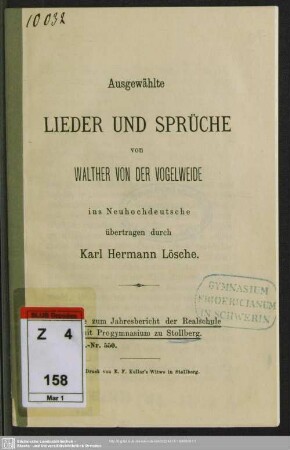 10032
Ausgewählte
LIEDER UND SPRÜCHE
von
WALTHER VON DER VOGELWEIDE
ins Neuhochdeutsche
übertragen durch
Karl Hermann Lösche.
GYMNASIUM
FRIDERICIANUM
IN SCHWERIN
zum Jahresbericht der Realschule
Progymnasium zu Stollberg.
-Nr. 550.
Druck von E. F. Keller's Witwe in Stollberg.
Z 4
158
Mar 1